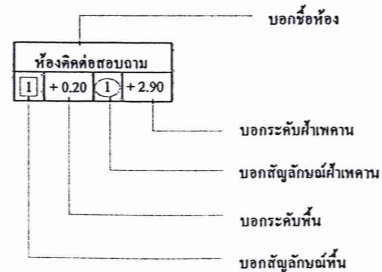 บอกชื่อห้อง
ห้องติดต่อสอบถาม
1 +0.20 1 +2.90
บอกระดับฝ้าเพดาน
บอกสัญลักษณ์ฝ้าเพดาน
บอกระดับพื้น
บอกสัญลักษณ์พื้น